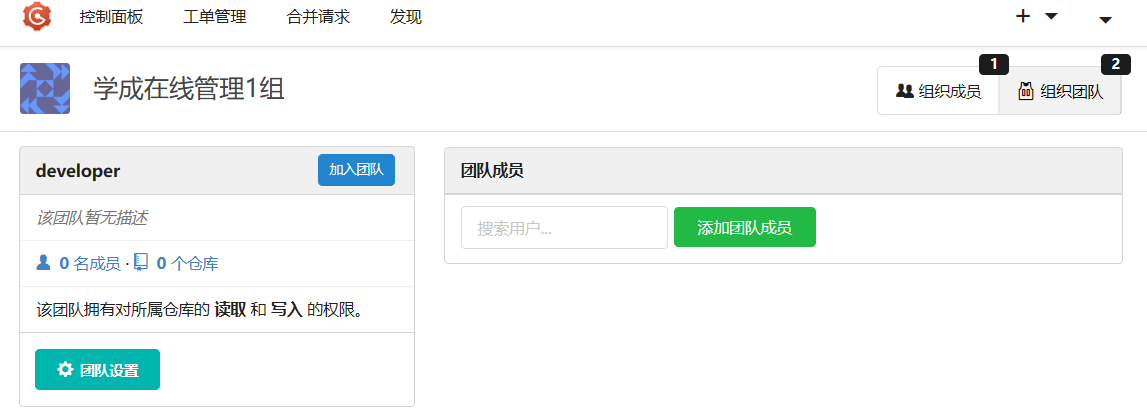 控制面板 工单管理 合并请求 发现
学成在线管理1组
1 2
组织成员 组织团队
developer 加入团队
该团队暂无描述
0 名成员 · 0 个仓库
该团队拥有对所属仓库的 读取 和 写入 的权限。
团队设置
团队成员
搜索用户... 添加团队成员